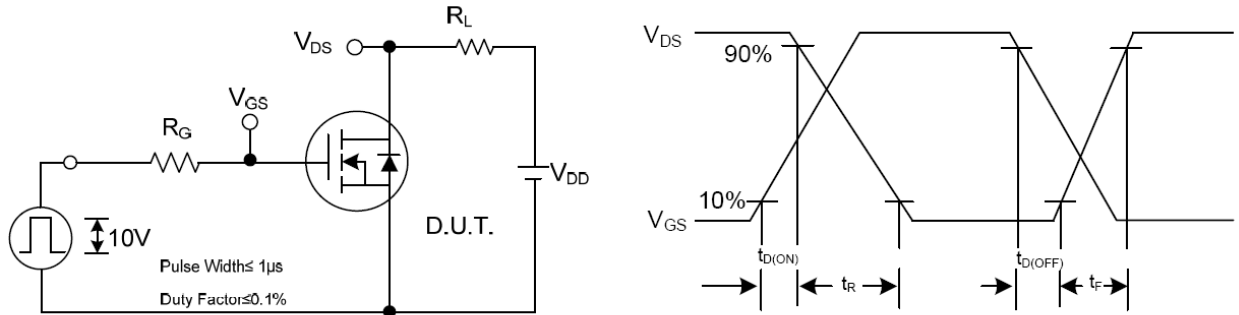 R_L
V_DS
V_GS
R_G
V_DD
10V
D.U.T.
Pulse Width≤ 1μs
Duty Factor≤0.1%
V_DS
90%
10%
V_GS
t_D(ON)
t_R
t_D(OFF)
t_F